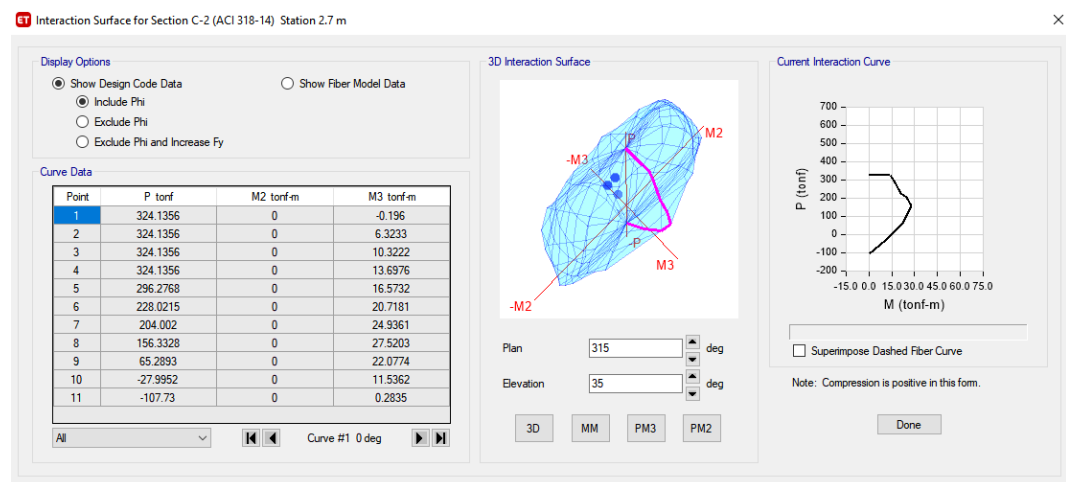 ET Interaction Surface for Section C-2 (ACI 318-14) Station 2.7 m
Display Options
Show Design Code Data
Show Fiber Model Data
Include Phi
Exclude Phi
Exclude Phi and Increase Fy
Curve Data
Point P tonf M2 tonf-m M3 tonf-m
1 324.1356 0 -0.196
2 324.1356 0 6.3233
3 324.1356 0 10.3222
4 324.1356 0 13.6976
5 296.2768 0 16.5732
6 228.0215 0 20.7181
7 204.002 0 24.9361
8 156.3328 0 27.5203
9 65.2893 0 22.0774
10 -27.9952 0 11.5362
11 -107.73 0 0.2835
All
Curve #1 0 deg
3D Interaction Surface
P
M2
-M3
-P
M3
-M2
Plan 315 deg
Elevation 35 deg
3D MM PM3 PM2
Current Interaction Curve
700
600
500
400
300
200
100
0
-100
-200
P (tonf)
-15.0 0.0 15.0 30.0 45.0 60.0 75.0
M (tonf-m)
Superimpose Dashed Fiber Curve
Note: Compression is positive in this form.
Done